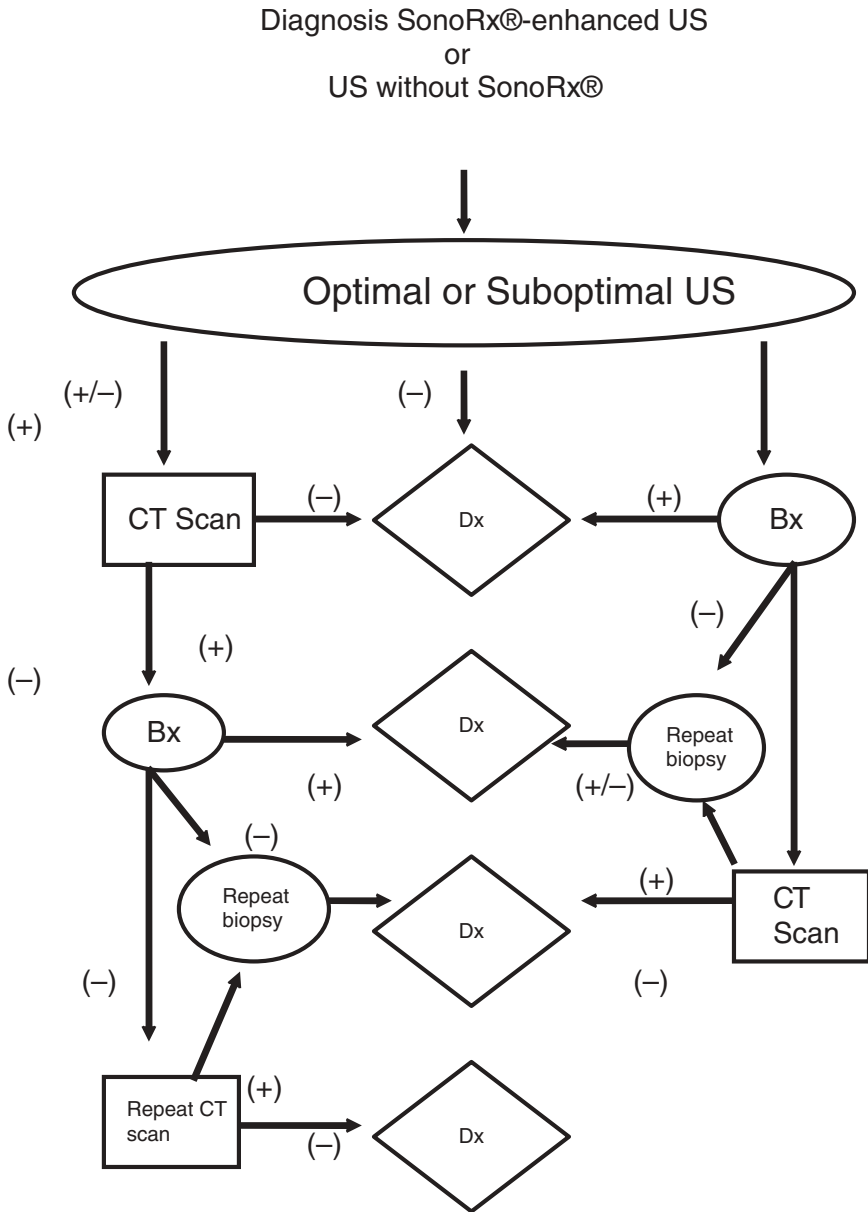 Diagnosis SonoRx®-enhanced US
or
US without SonoRx®
Optimal or Suboptimal US
(+/–)
(–)
(+)
CT Scan
(–)
Dx
(+)
Bx
(–)
(+)
(–)
Bx
Dx
Repeat
biopsy
(+)
(+/–)
(–)
Repeat
biopsy
Dx
(+)
CT
Scan
(–)
(–)
Repeat CT
scan
(+)
(–)
Dx